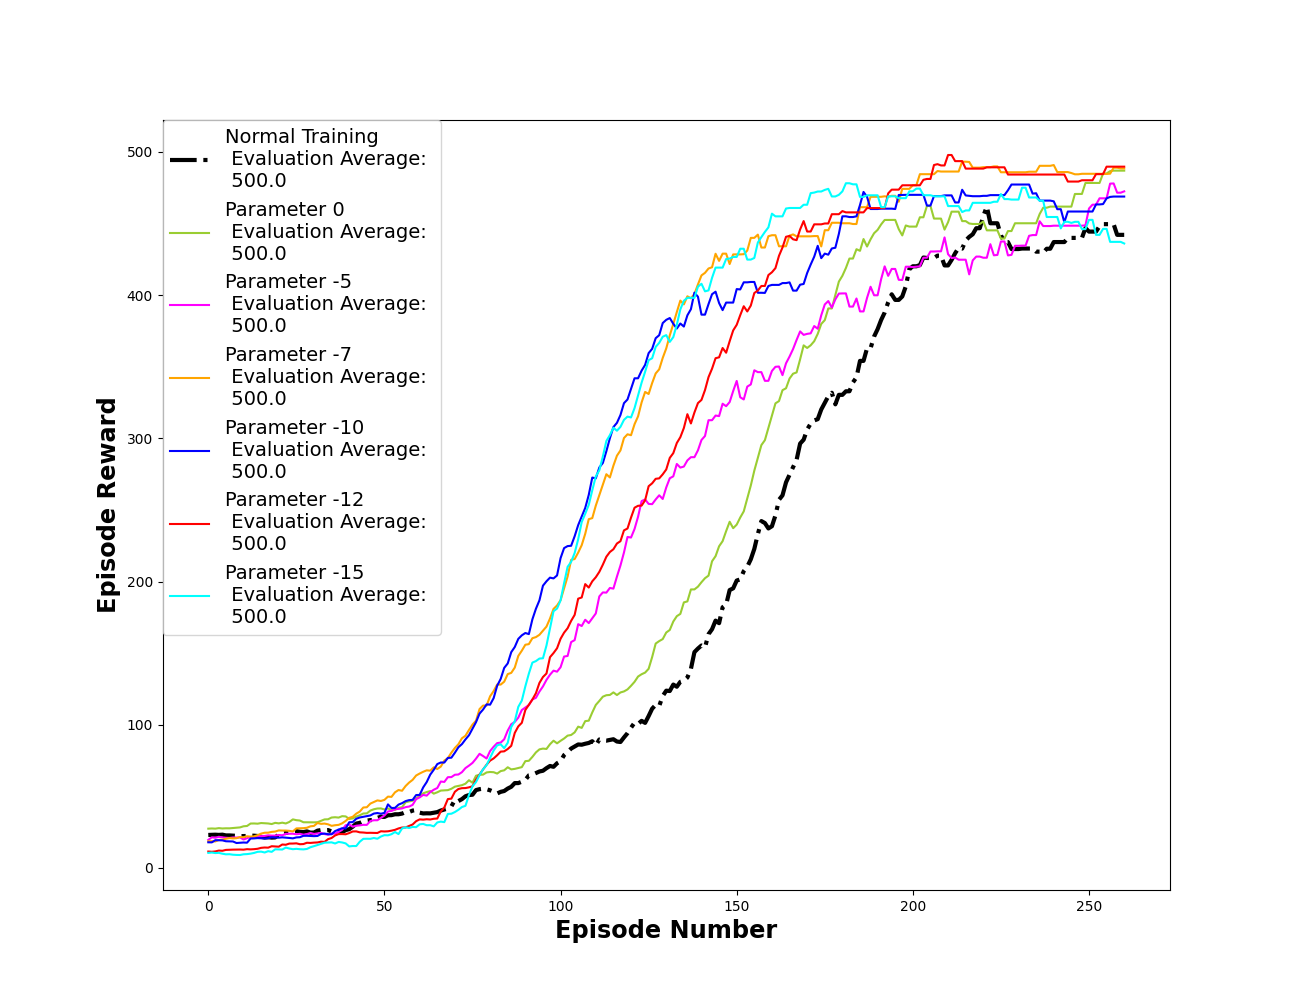 Normal Training
Evaluation Average:
500.0
Parameter 0
Evaluation Average:
500.0
Parameter -5
Evaluation Average:
500.0
Parameter -7
Evaluation Average:
500.0
Parameter -10
Evaluation Average:
500.0
Parameter -12
Evaluation Average:
500.0
Parameter -15
Evaluation Average:
500.0
Episode Reward
500
400
300
200
100
0
0 50 100 150 200 250
Episode Number